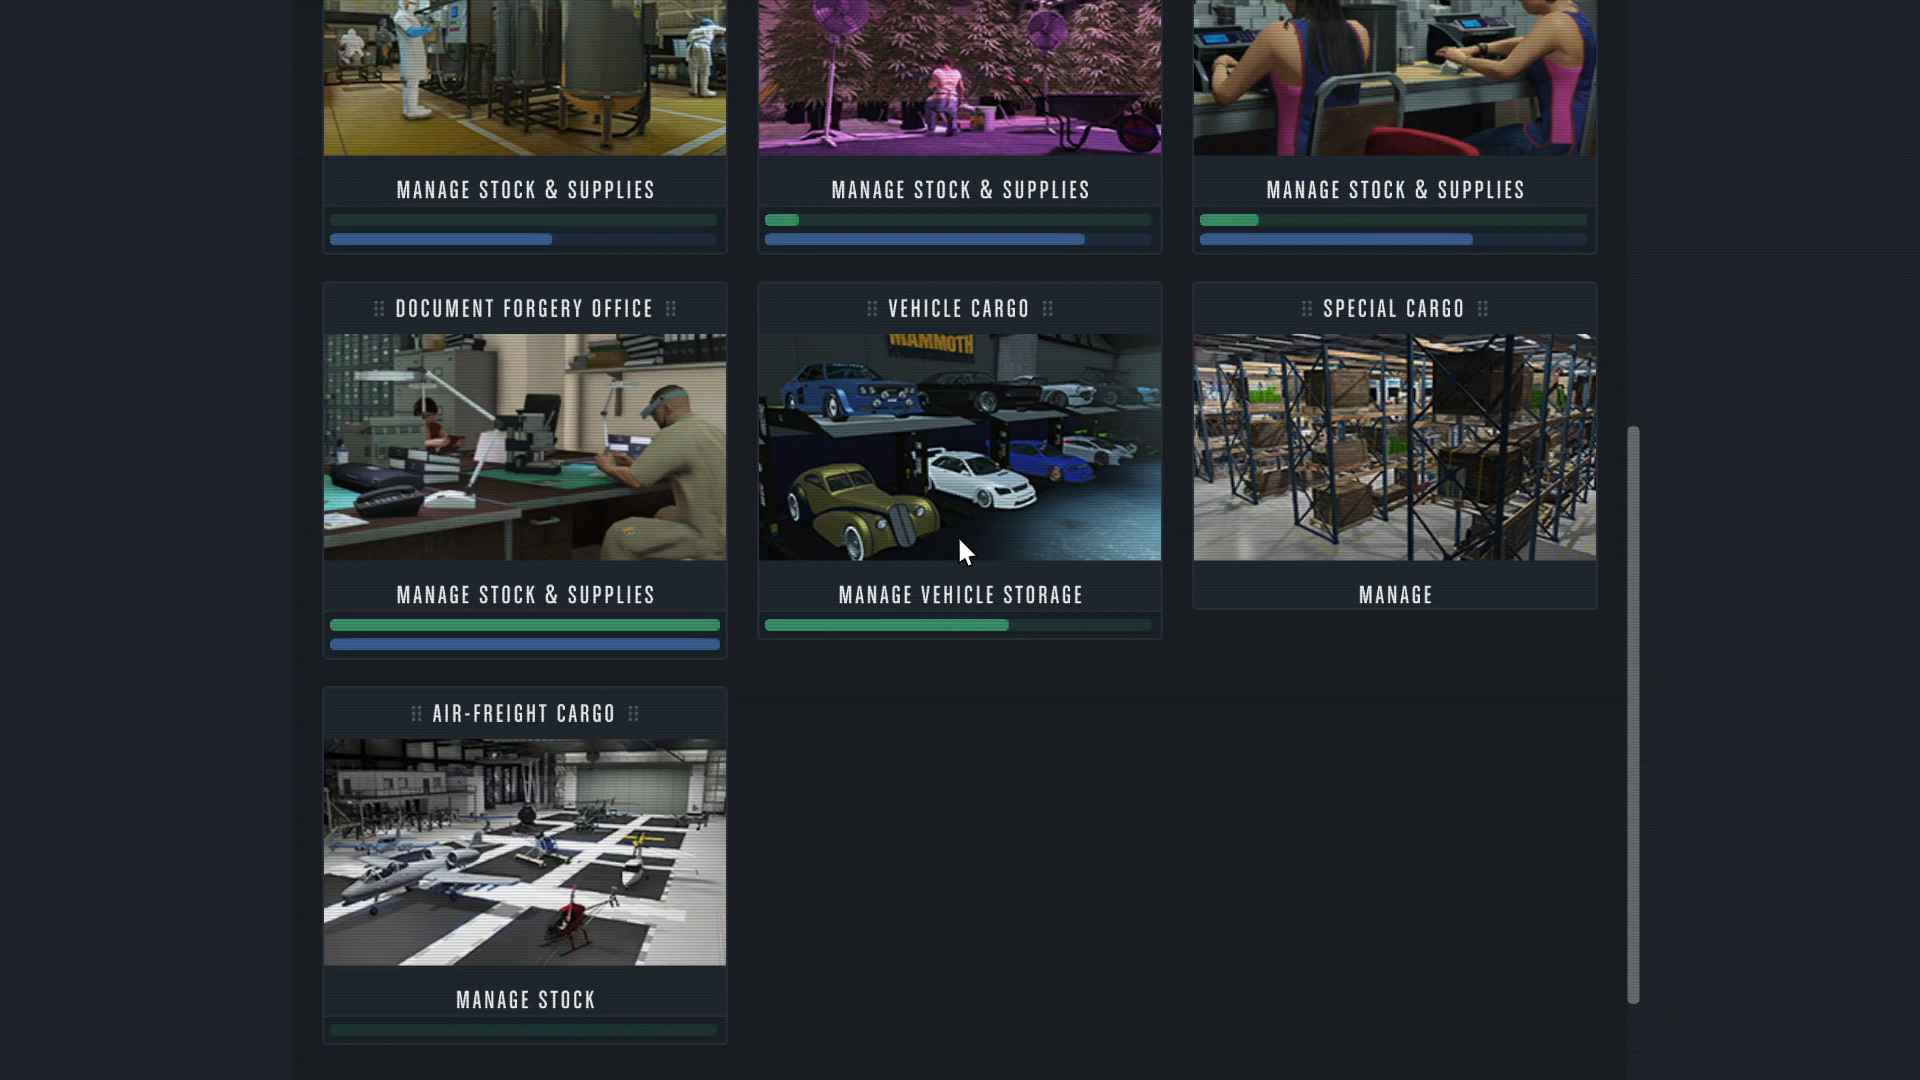 MANAGE STOCK & SUPPLIES
MANAGE STOCK & SUPPLIES
MANAGE STOCK & SUPPLIES
DOCUMENT FORGERY OFFICE
VEHICLE CARGO
SPECIAL CARGO
MAMMOTH
MANAGE STOCK & SUPPLIES
MANAGE VEHICLE STORAGE
MANAGE
AIR-FREIGHT CARGO
MANAGE STOCK